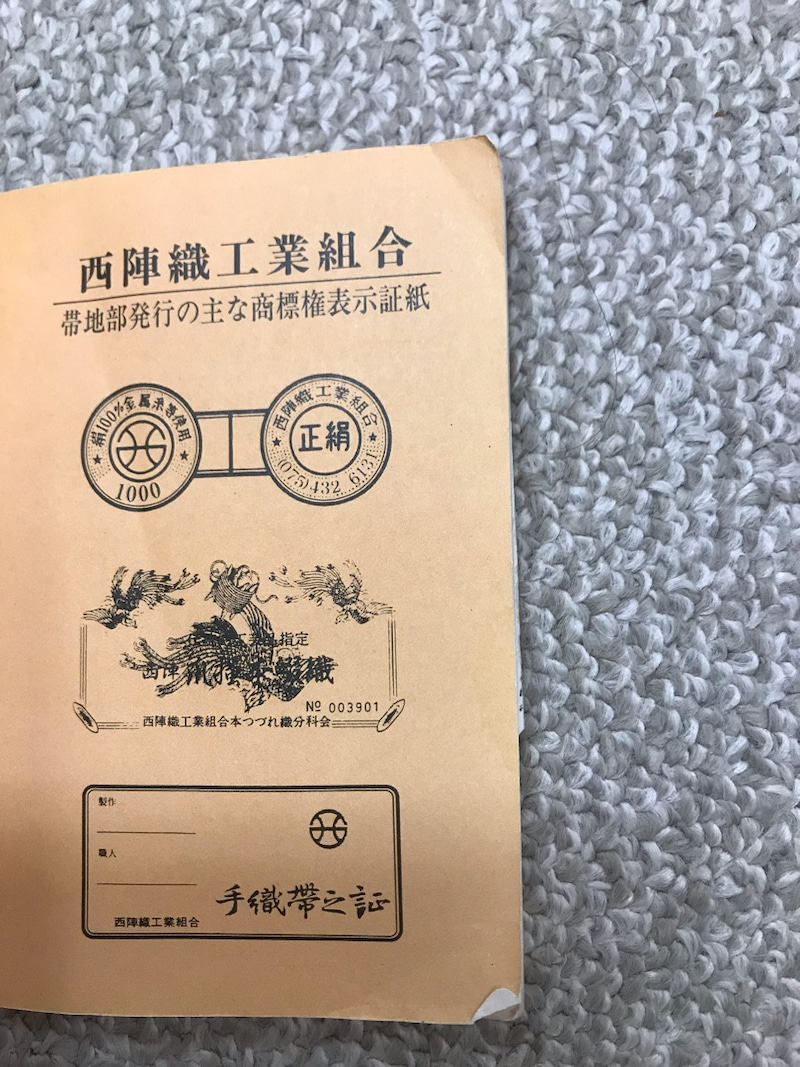 西陣織工業組合
帯地部発行の主な商標権表示証紙
絹100%金属糸等使用
1000
西陣織工業組合
正絹
(075)432 6131
指定
西陣
織
№ 003901
西陣織工業組合本つづれ織分科会
製作
職人
手織帯之証
西陣織工業組合